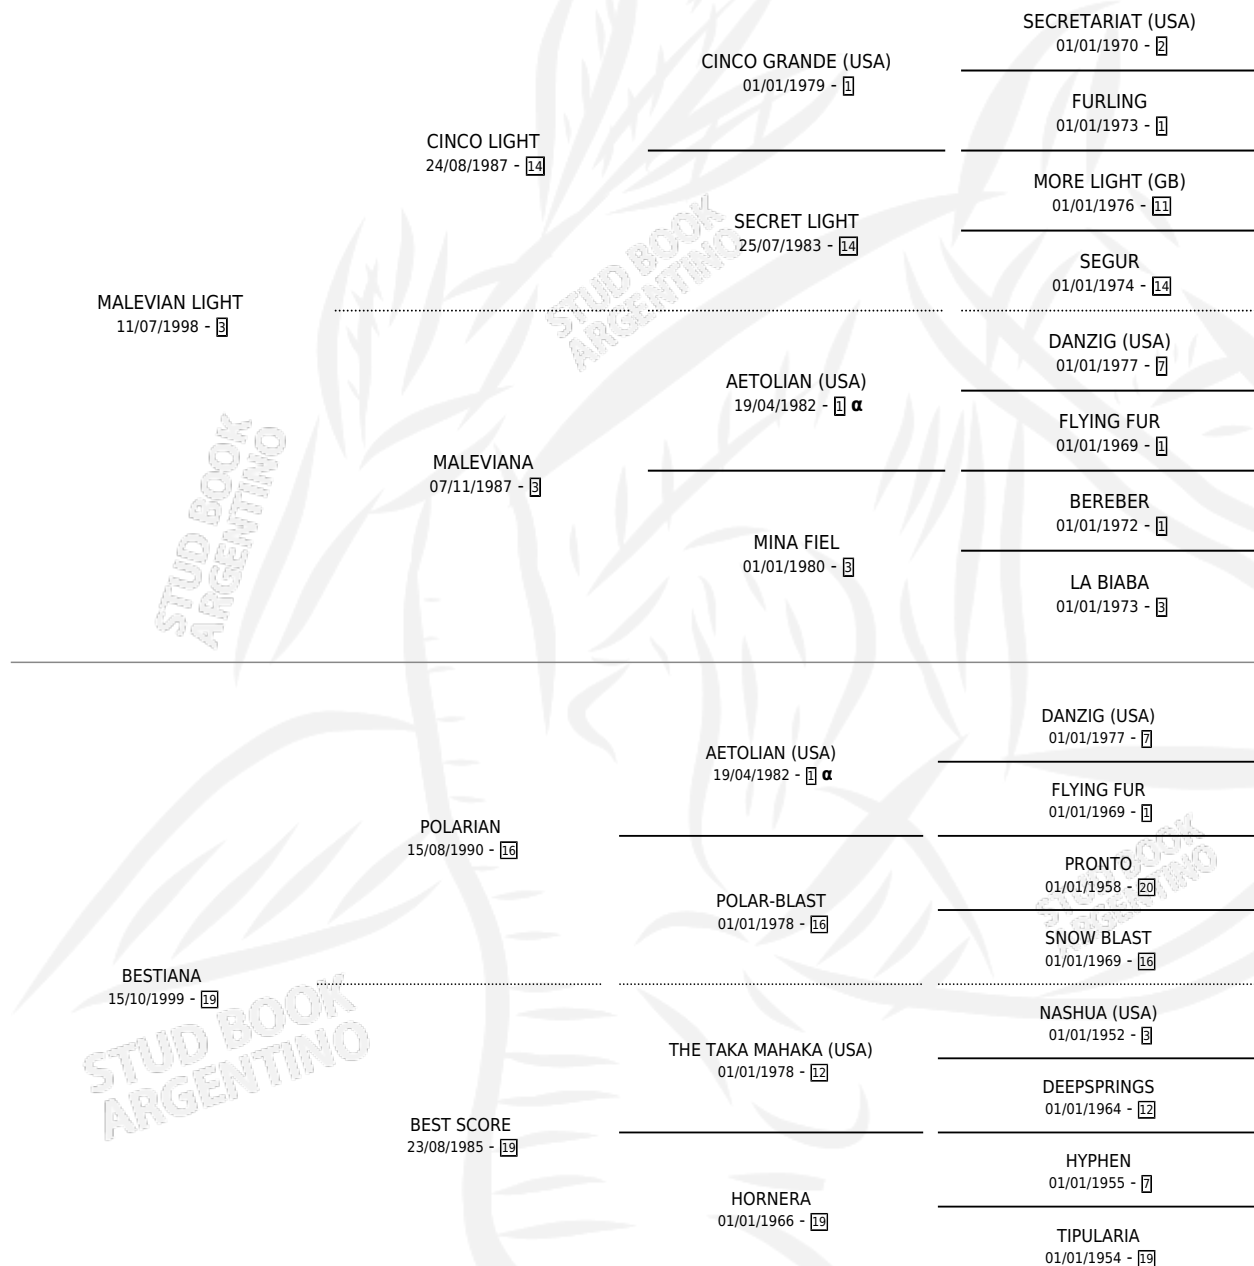 SECRETARIAT (USA)
01/01/1970 - 2
CINCO GRANDE (USA)
01/01/1979 - 1
FURLING
01/01/1973 - 1
CINCO LIGHT
24/08/1987 - 14
MORE LIGHT (GB)
01/01/1976 - 11
SECRET LIGHT
25/07/1983 - 14
SEGUR
01/01/1974 - 14
MALEVIAN LIGHT
11/07/1998 - 3
DANZIG (USA)
01/01/1977 - 7
AETOLIAN (USA)
19/04/1982 - 1 α
FLYING FUR
01/01/1969 - 1
MALEVIANA
07/11/1987 - 3
BEREBER
01/01/1972 - 1
MINA FIEL
01/01/1980 - 3
LA BIABA
01/01/1973 - 3
DANZIG (USA)
01/01/1977 - 7
AETOLIAN (USA)
19/04/1982 - 1 α
FLYING FUR
01/01/1969 - 1
POLARIAN
15/08/1990 - 16
PRONTO
01/01/1958 - 20
POLAR-BLAST
01/01/1978 - 16
SNOW BLAST
01/01/1969 - 16
BESTIANA
15/10/1999 - 19
NASHUA (USA)
01/01/1952 - 3
THE TAKA MAHAKA (USA)
01/01/1978 - 12
DEEPSPRINGS
01/01/1964 - 12
BEST SCORE
23/08/1985 - 19
HYPHEN
01/01/1955 - 7
HORNERA
01/01/1966 - 19
TIPULARIA
01/01/1954 - 19
STUD BOOK
ARGENTINO
STUD BOOK
ARGENTINO
STUD BOOK
ARGENTINO
STUD BOOK
ARGENTINO